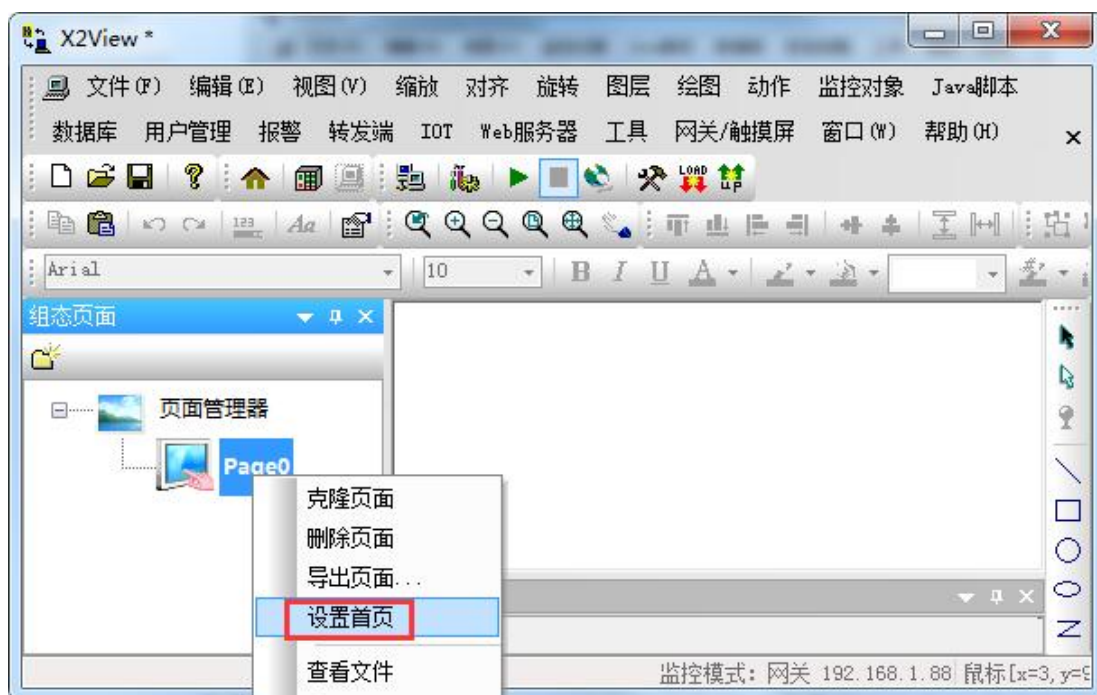 X2View *
文件(F) 编辑(E) 视图(V) 缩放 对齐 旋转 图层 绘图 动作 监控对象 Java脚本
数据库 用户管理 报警 转发端 IOT Web服务器 工具 网关/触摸屏 窗口(W) 帮助(H)
LOAD UP
123 Aa
Arial 10 B I U A
组态页面
页面管理器
Page0
克隆页面
删除页面
导出页面...
设置首页
查看文件
监控模式: 网关 192.168.1.88 鼠标[x=3,y=9